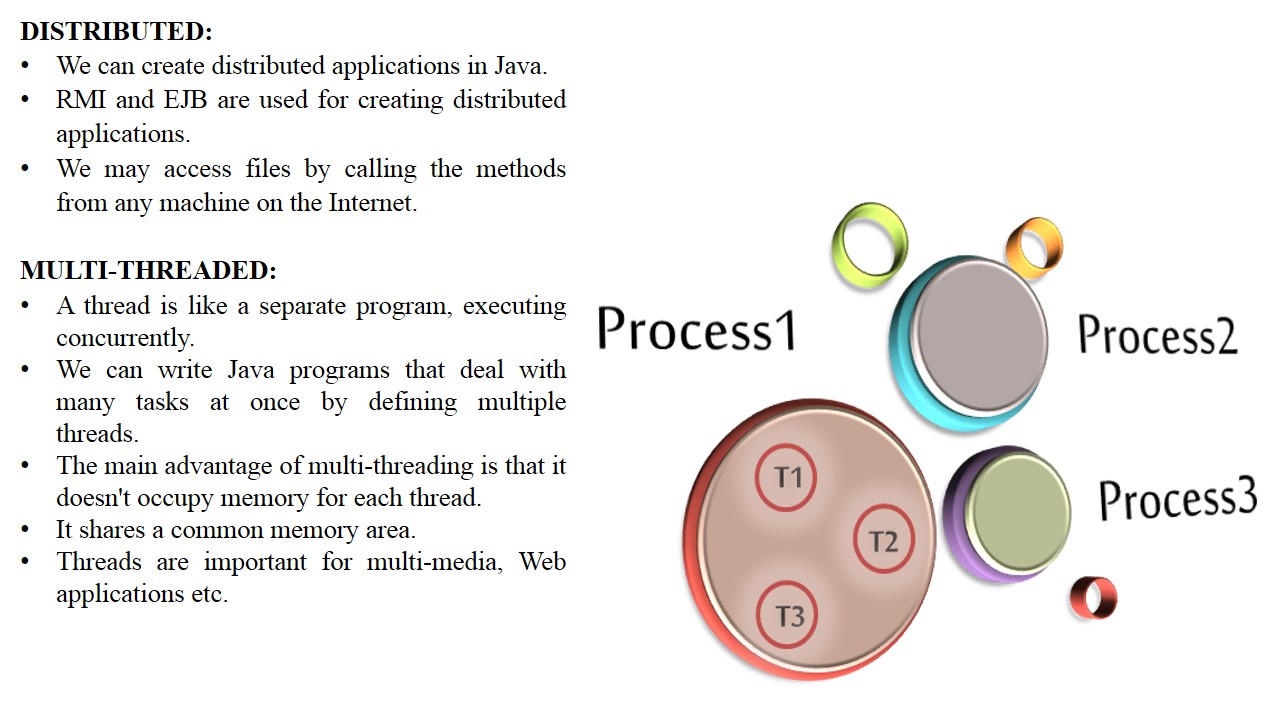 DISTRIBUTED:
• We can create distributed applications in Java.
• RMI and EJB are used for creating distributed
applications.
• We may access files by calling the methods
from any machine on the Internet.
MULTI-THREADED:
• A thread is like a separate program, executing
concurrently.
• We can write Java programs that deal with
many tasks at once by defining multiple
threads.
• The main advantage of multi-threading is that it
doesn't occupy memory for each thread.
• It shares a common memory area.
• Threads are important for multi-media, Web
applications etc.
Process1
Process2
Process3
T1
T2
T3